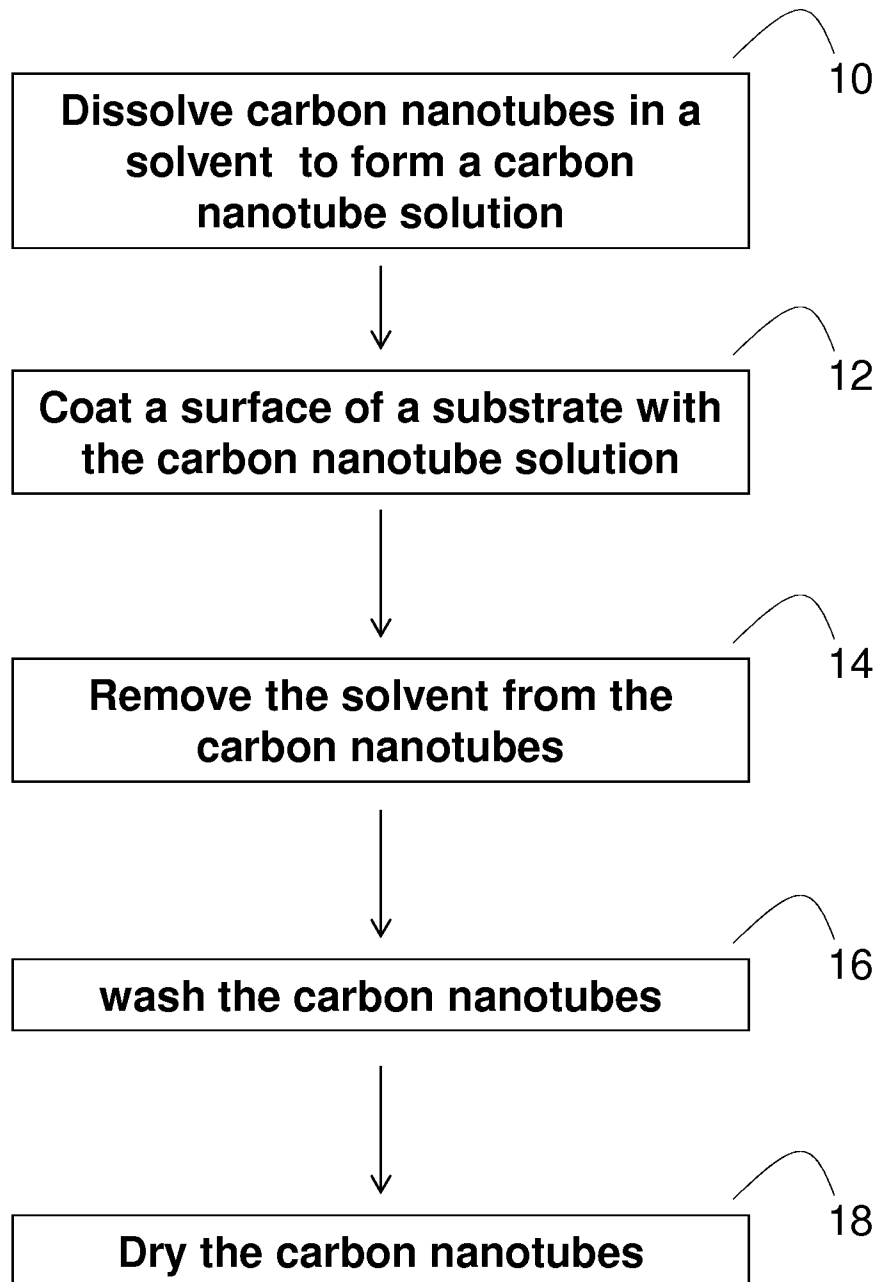 10
Dissolve carbon nanotubes in a
solvent to form a carbon
nanotube solution
12
Coat a surface of a substrate with
the carbon nanotube solution
14
Remove the solvent from the
carbon nanotubes
16
wash the carbon nanotubes
18
Dry the carbon nanotubes